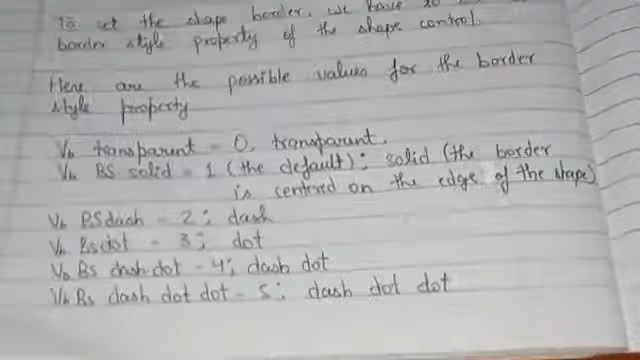 To set the shape border, we have to
border style property of the shape control.
Here are the possible values for the border
style property
Vb transparent - 0, transparent.
Vb BS solid - 1 (the default); solid (the border
is centred on the edge of the shape)
Vb BSdash - 2; dash
Vb Bsdot - 3; dot
Vb Bs dash dot - 4; dash dot
Vb Bs dash dot dot - 5; dash dot dot